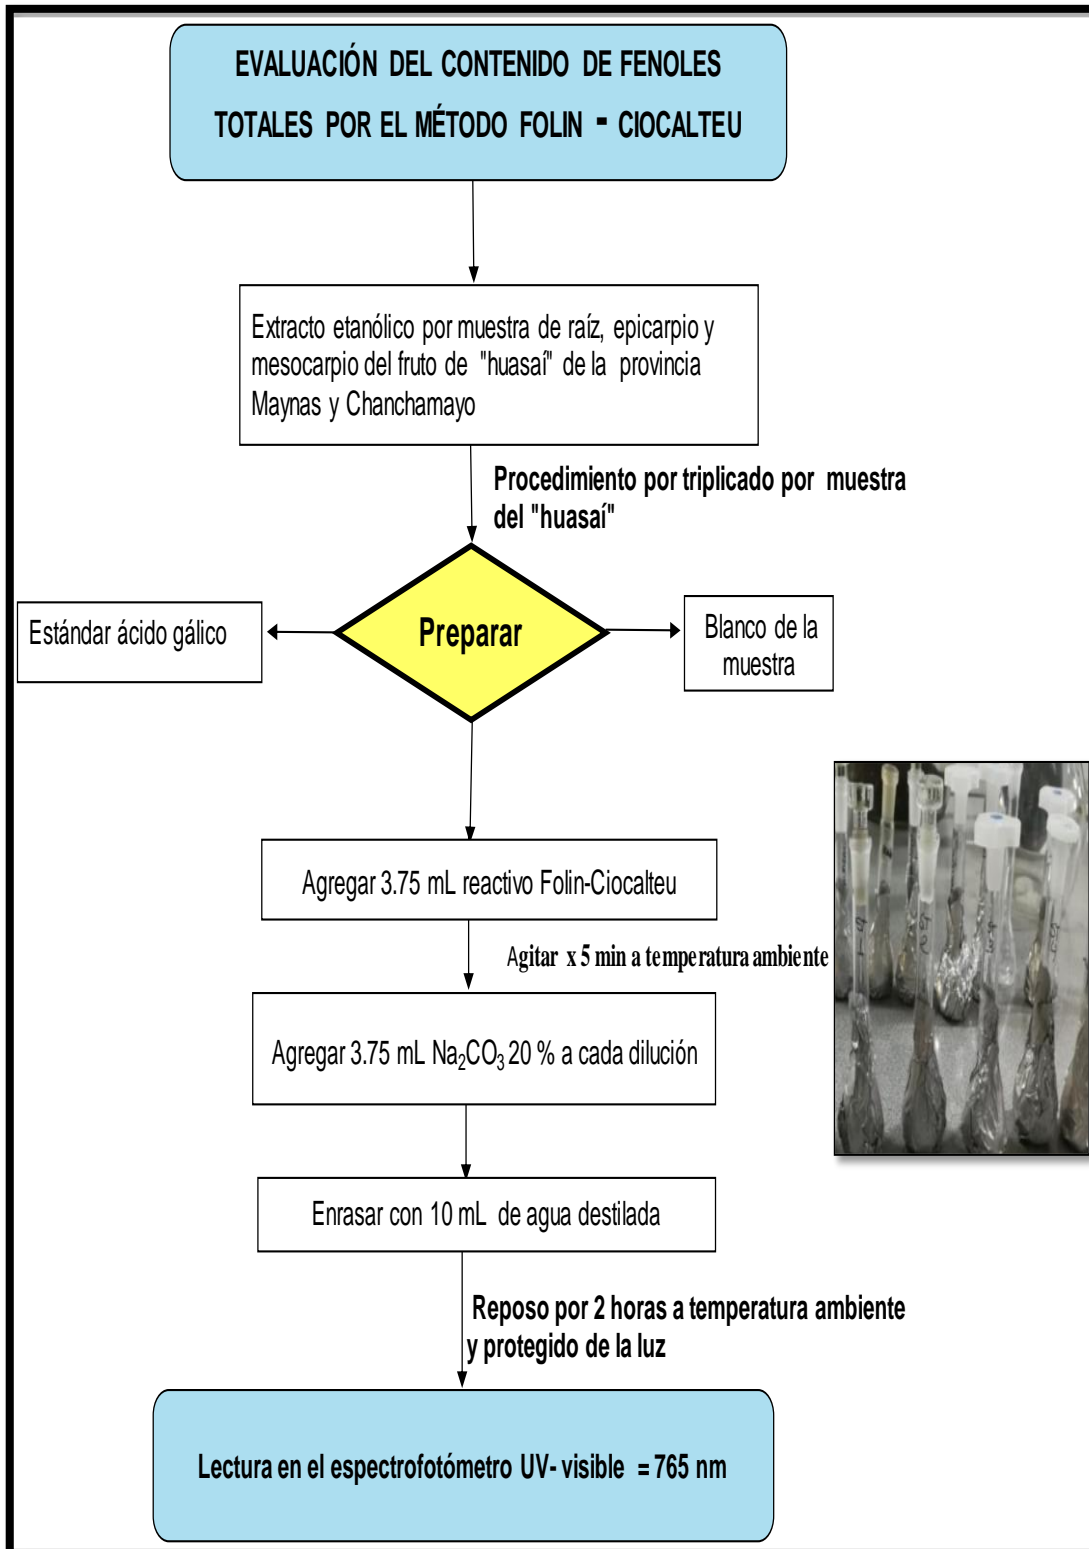 EVALUACIÓN DEL CONTENIDO DE FENOLES
TOTALES POR EL MÉTODO FOLIN - CIOCALTEU
Extracto etanólico por muestra de raíz, epicarpio y
mesocarpio del fruto de "huasaí" de la provincia
Maynas y Chanchamayo
Procedimiento por triplicado por muestra
del "huasaí"
Preparar
Estándar ácido gálico
Blanco de la
muestra
Agregar 3.75 mL reactivo Folin-Ciocalteu
Agitar x 5 min a temperatura ambiente
Agregar 3.75 mL Na₂CO₃ 20 % a cada dilución
Enrasar con 10 mL de agua destilada
Reposo por 2 horas a temperatura ambiente
y protegido de la luz
Lectura en el espectrofotómetro UV- visible = 765 nm